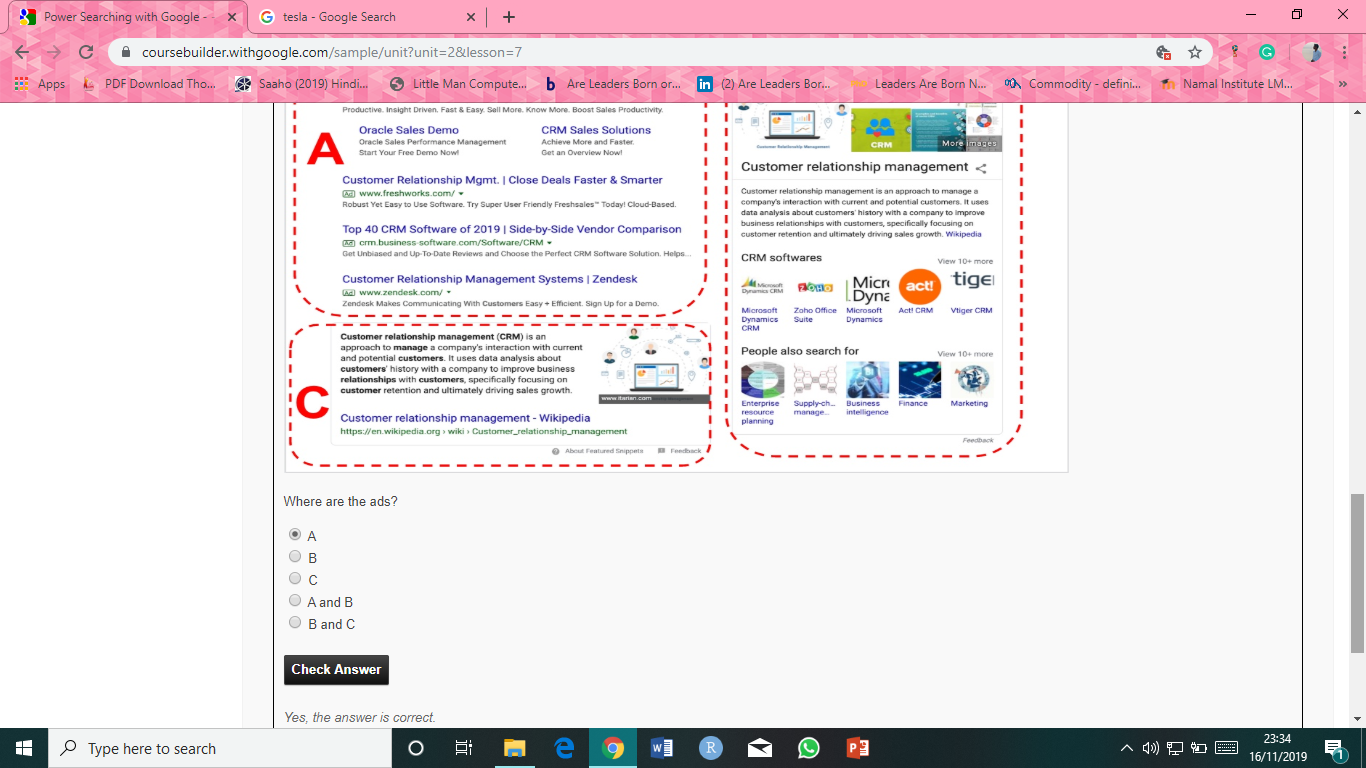 Power Searching with Google -
tesla - Google Search
coursebuilder.withgoogle.com/sample/unit?unit=2&lesson=7
Apps
PDF Download Tho...
Saaho (2019) Hindi...
Little Man Compute...
Are Leaders Born or...
(2) Are Leaders Bor...
Leaders Are Born N...
Commodity - defini...
Namal Institute LM...
»
Productive. Insight Driven. Fast & Easy. Sell More. Know More. Boost Sales Productivity.
A
Oracle Sales Demo
Oracle Sales Performance Management
Start Your Free Demo Now!
CRM Sales Solutions
Achieve More and Faster.
Get an Overview Now!
Customer Relationship Mgmt. | Close Deals Faster & Smarter
Ad www.freshworks.com/
Robust Yet Easy to Use Software. Try Super User Friendly Freshsales™ Today! Cloud-Based.
Top 40 CRM Software of 2019 | Side-by-Side Vendor Comparison
Ad crm.business-software.com/Software/CRM
Get Unbiased and Up-To-Date Reviews and Choose the Perfect CRM Software Solution. Helps...
Customer Relationship Management Systems | Zendesk
Ad www.zendesk.com/
Zendesk Makes Communicating With Customers Easy + Efficient. Sign Up for a Demo.
C
Customer relationship management (CRM) is an
approach to manage a company's interaction with current
and potential customers. It uses data analysis about
customers' history with a company to improve business
relationships with customers, specifically focusing on
customer retention and ultimately driving sales growth.
www.itarian.com
Customer relationship management - Wikipedia
https://en.wikipedia.org › wiki › Customer_relationship_management
About Featured Snippets
Feedback
Customer Relationship Management
CRM
More images
Customer relationship management
Customer relationship management is an approach to manage a
company's interaction with current and potential customers. It uses
data analysis about customers' history with a company to improve
business relationships with customers, specifically focusing on
customer retention and ultimately driving sales growth. Wikipedia
CRM softwares
View 10+ more
Microsoft
Dynamics CRM
ZOHO
Micr
Dyna
act!
tige
Microsoft
Dynamics
CRM
Zoho Office
Suite
Microsoft
Dynamics
Act! CRM
Vtiger CRM
People also search for
View 10+ more
Enterprise
resource
planning
Supply-ch...
manage...
Business
intelligence
Finance
Marketing
Feedback
Where are the ads?
A
B
C
A and B
B and C
Check Answer
Yes, the answer is correct.
Type here to search
23:34
16/11/2019
1